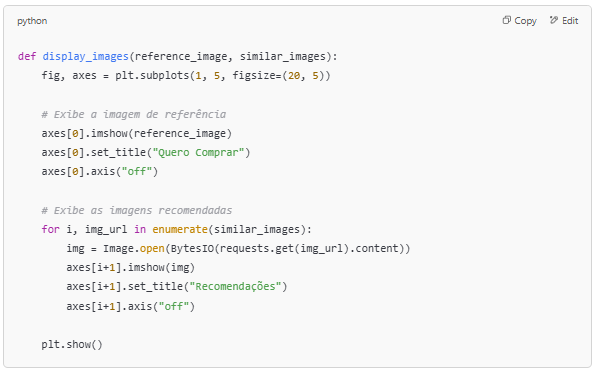 python
Copy
Edit
def display_images(reference_image, similar_images):
    fig, axes = plt.subplots(1, 5, figsize=(20, 5))
    # Exibe a imagem de referência
    axes[0].imshow(reference_image)
    axes[0].set_title("Quero Comprar")
    axes[0].axis("off")
    # Exibe as imagens recomendadas
    for i, img_url in enumerate(similar_images):
        img = Image.open(BytesIO(requests.get(img_url).content))
        axes[i+1].imshow(img)
        axes[i+1].set_title("Recomendações")
        axes[i+1].axis("off")
    plt.show()